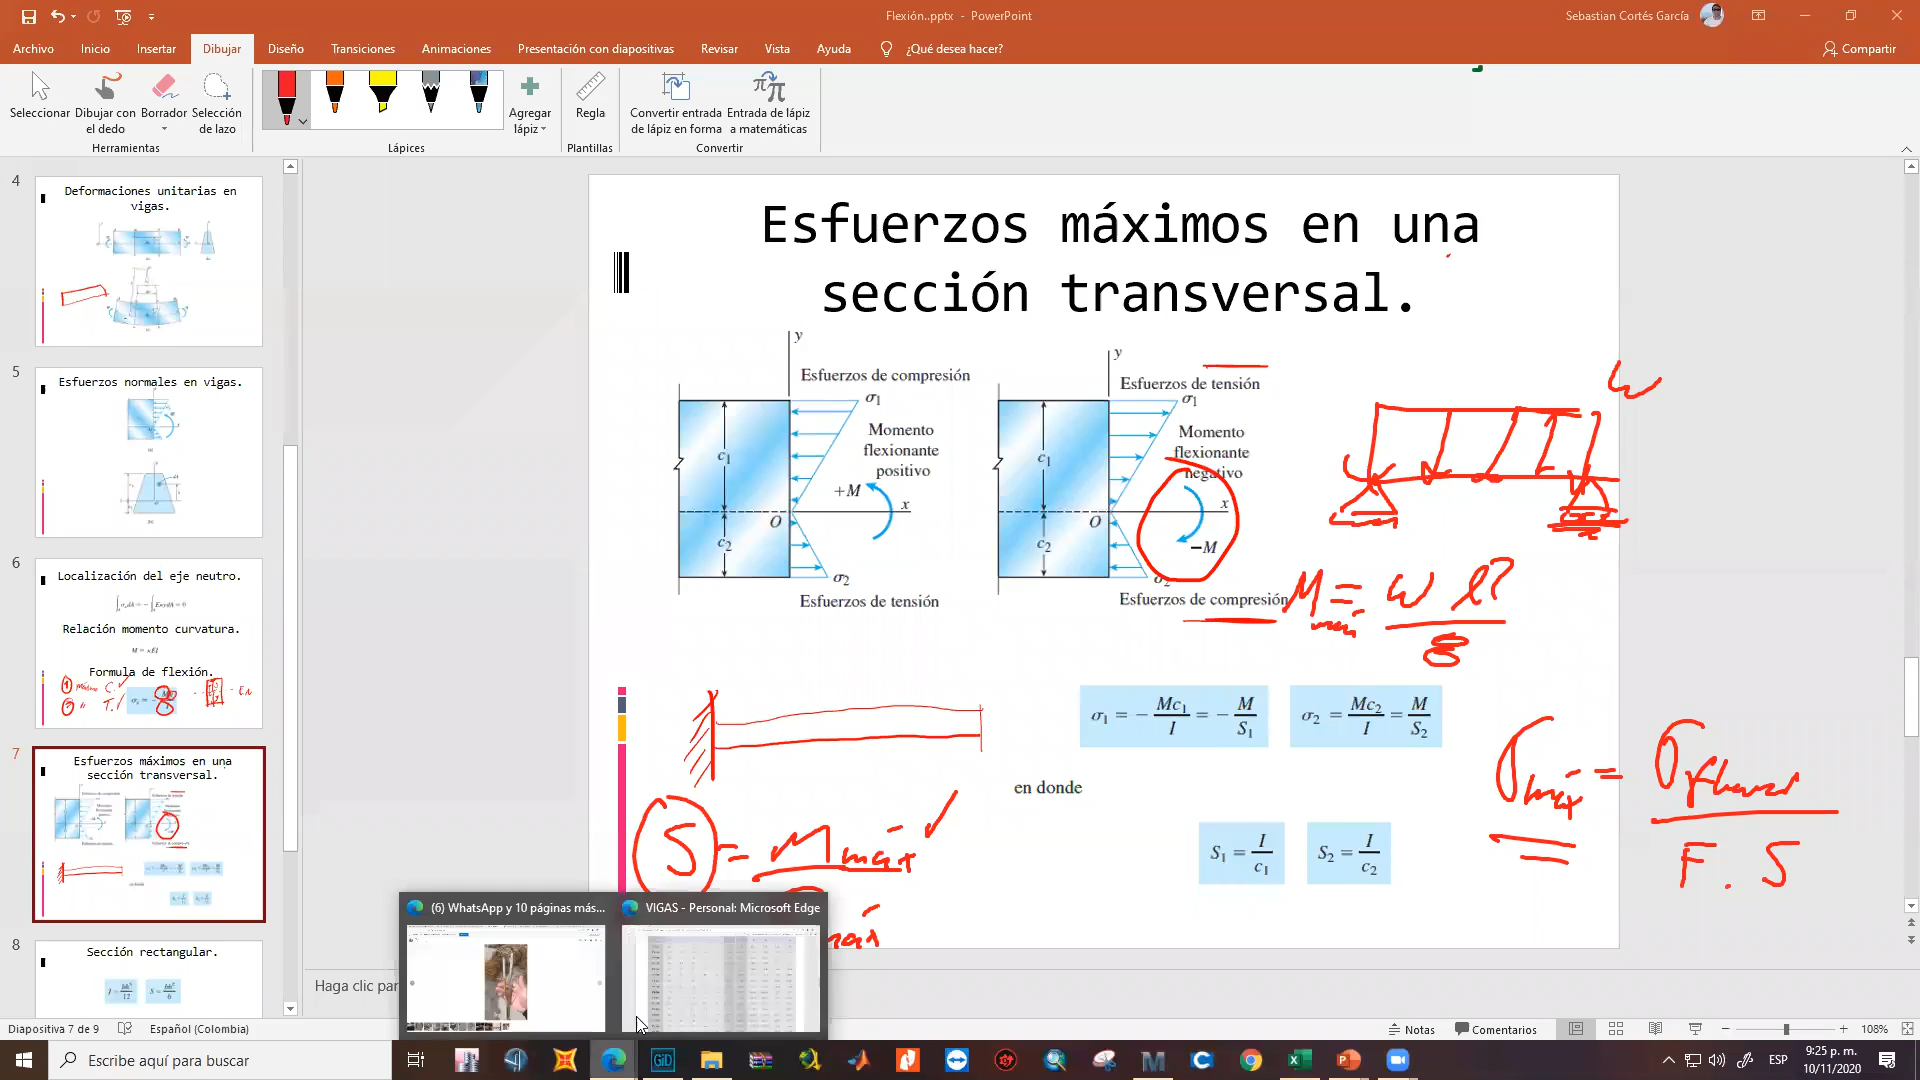 Flexión..pptx - PowerPoint
Sebastian Cortés García
Archivo Inicio Insertar Dibujar Diseño Transiciones Animaciones Presentación con diapositivas Revisar Vista Ayuda ¿Qué desea hacer? Compartir
Seleccionar Dibujar con el dedo Borrador Selección de lazo Agregar lápiz Regla Convertir entrada de lápiz en forma Entrada de lápiz a matemáticas
Herramientas Lápices Plantillas Convertir
4
Deformaciones unitarias en
vigas.
5
Esfuerzos normales en vigas.
6
Localización del eje neutro.
Relación momento curvatura.
Formula de flexión.
7
Esfuerzos máximos en una
sección transversal.
8
Sección rectangular.
Esfuerzos máximos en una
sección transversal.
y
Esfuerzos de compresión
σ1
c1
Momento
flexionante
positivo
+M
x
O
c2
σ2
Esfuerzos de tensión
y
Esfuerzos de tensión
σ1
c1
Momento
flexionante
negativo
x
O
−M
c2
σ2
Esfuerzos de compresión
w
M máx = w l² / 8
σ1 = − Mc1 / I = − M / S1
σ2 = Mc2 / I = M / S2
en donde
S1 = I / c1
S2 = I / c2
S = M máx
máx
σ máx = σ fluencia / F. S
(6) WhatsApp y 10 páginas más...
VIGAS - Personal: Microsoft Edge
Haga clic par
Diapositiva 7 de 9 Español (Colombia) Notas Comentarios 108%
Escribe aquí para buscar
ESP
9:25 p. m.
10/11/2020